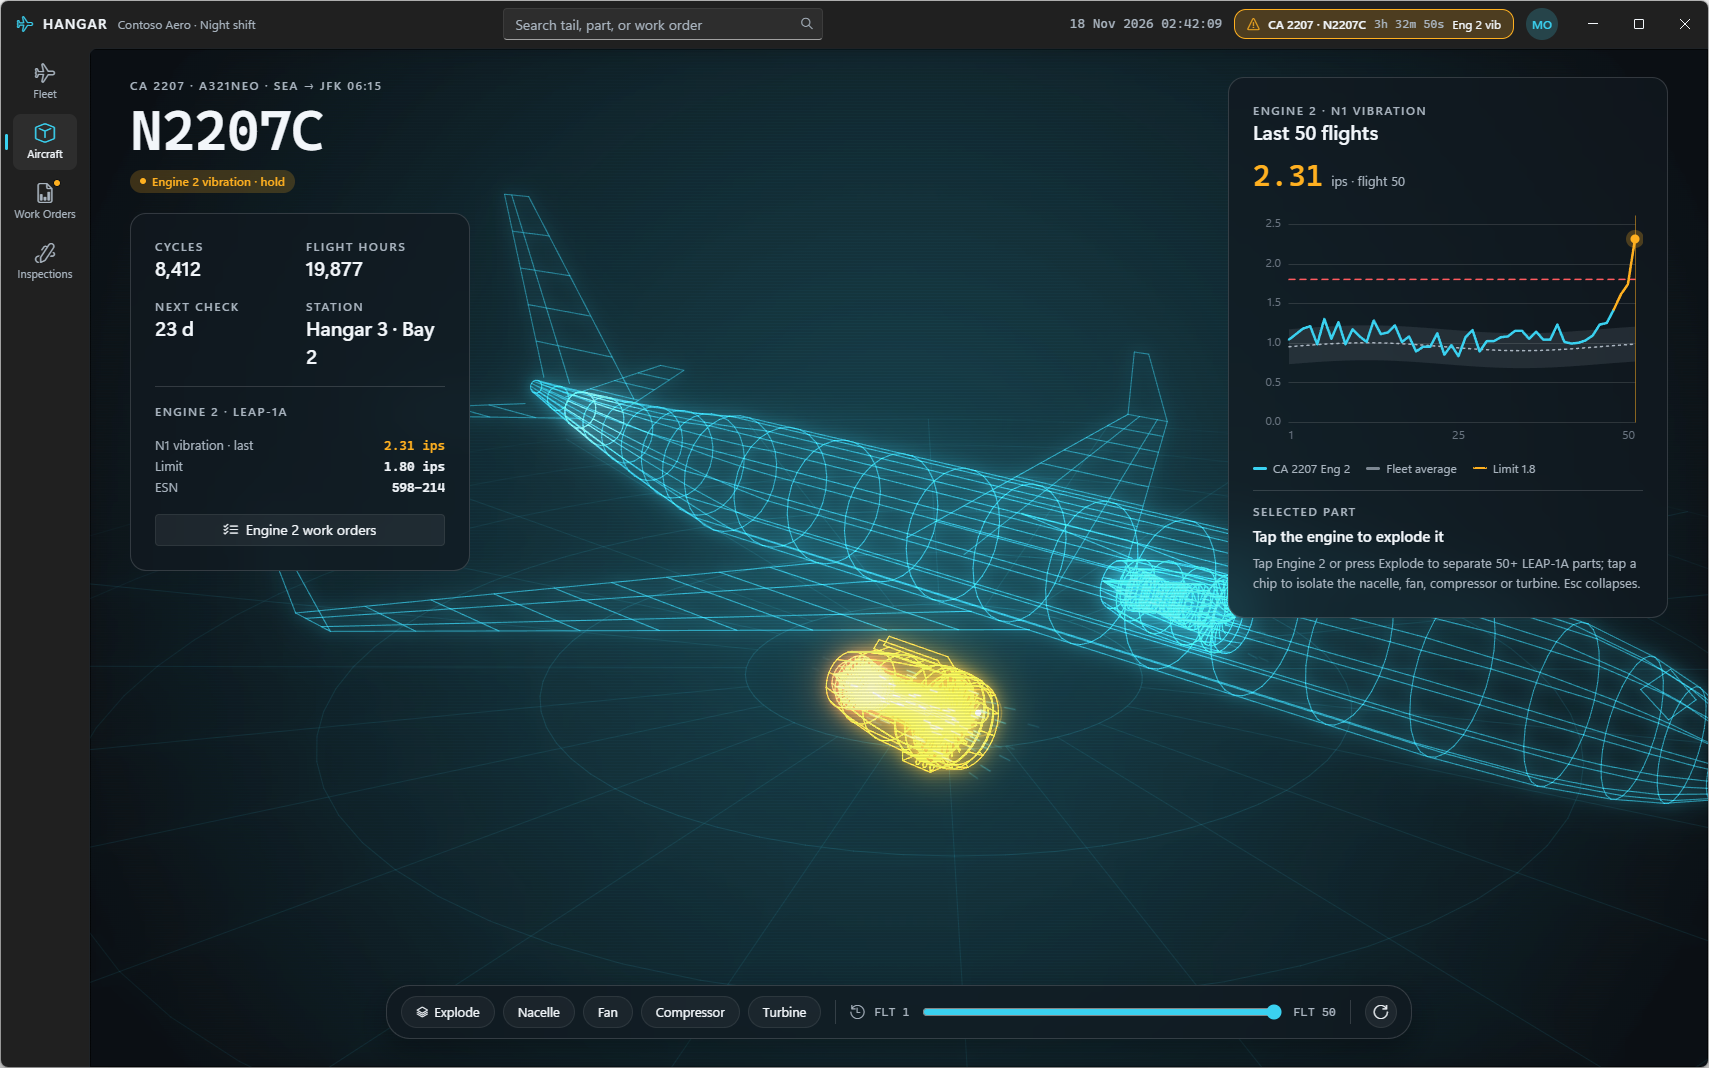 HANGAR Contoso Aero · Night shift
Search tail, part, or work order
18 Nov 2026 02:42:09
CA 2207 · N2207C 3h 32m 50s Eng 2 vib
MO
Fleet
Aircraft
Work Orders
Inspections
CA 2207 · A321NEO · SEA → JFK 06:15
N2207C
Engine 2 vibration · hold
CYCLES FLIGHT HOURS
8,412 19,877
NEXT CHECK STATION
23 d Hangar 3 · Bay
2
ENGINE 2 · LEAP-1A
N1 vibration · last 2.31 ips
Limit 1.80 ips
ESN 598–214
Engine 2 work orders
ENGINE 2 · N1 VIBRATION
Last 50 flights
2.31 ips · flight 50
2.5
2.0
1.5
1.0
0.5
0.0
1 25 50
CA 2207 Eng 2 Fleet average Limit 1.8
SELECTED PART
Tap the engine to explode it
Tap Engine 2 or press Explode to separate 50+ LEAP-1A parts; tap a
chip to isolate the nacelle, fan, compressor or turbine. Esc collapses.
Explode Nacelle Fan Compressor Turbine FLT 1 FLT 50